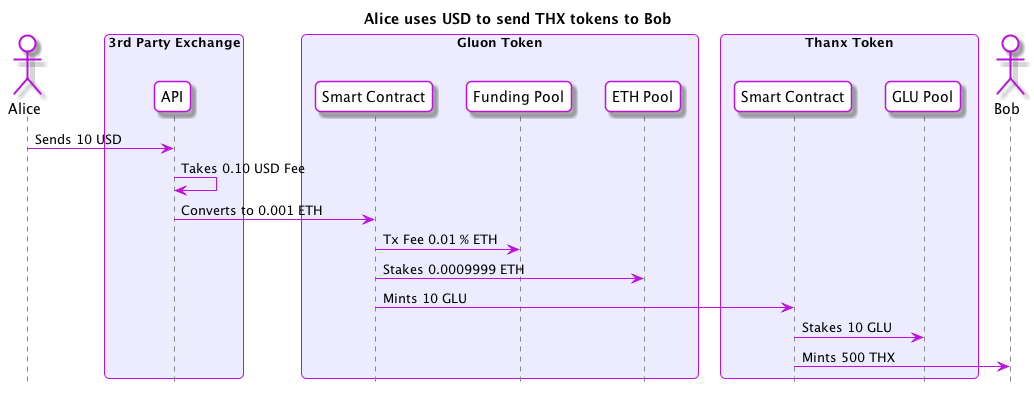 Alice uses USD to send THX tokens to Bob
3rd Party Exchange
Gluon Token
Thanx Token
Alice
API
Smart Contract
Funding Pool
ETH Pool
Smart Contract
GLU Pool
Bob
Sends 10 USD
Takes 0.10 USD Fee
Converts to 0.001 ETH
Tx Fee 0.01 % ETH
Stakes 0.0009999 ETH
Mints 10 GLU
Stakes 10 GLU
Mints 500 THX